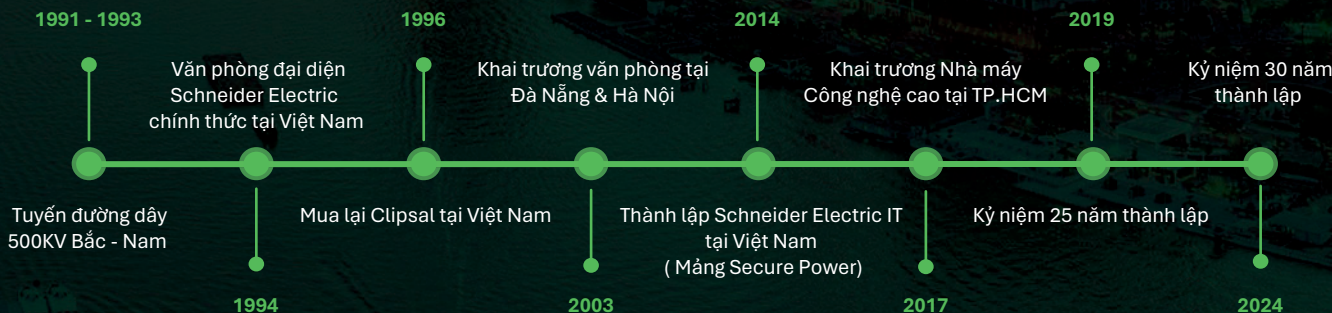 1991 - 1993
Tuyến đường dây
500KV Bắc - Nam
Văn phòng đại diện
Schneider Electric
chính thức tại Việt Nam
1994
1996
Mua lại Clipsal tại Việt Nam
Khai trương văn phòng tại
Đà Nẵng & Hà Nội
2003
2014
Thành lập Schneider Electric IT
tại Việt Nam
( Mảng Secure Power)
Khai trương Nhà máy
Công nghệ cao tại TP.HCM
2017
2019
Kỷ niệm 25 năm thành lập
Kỷ niệm 30 năm
thành lập
2024